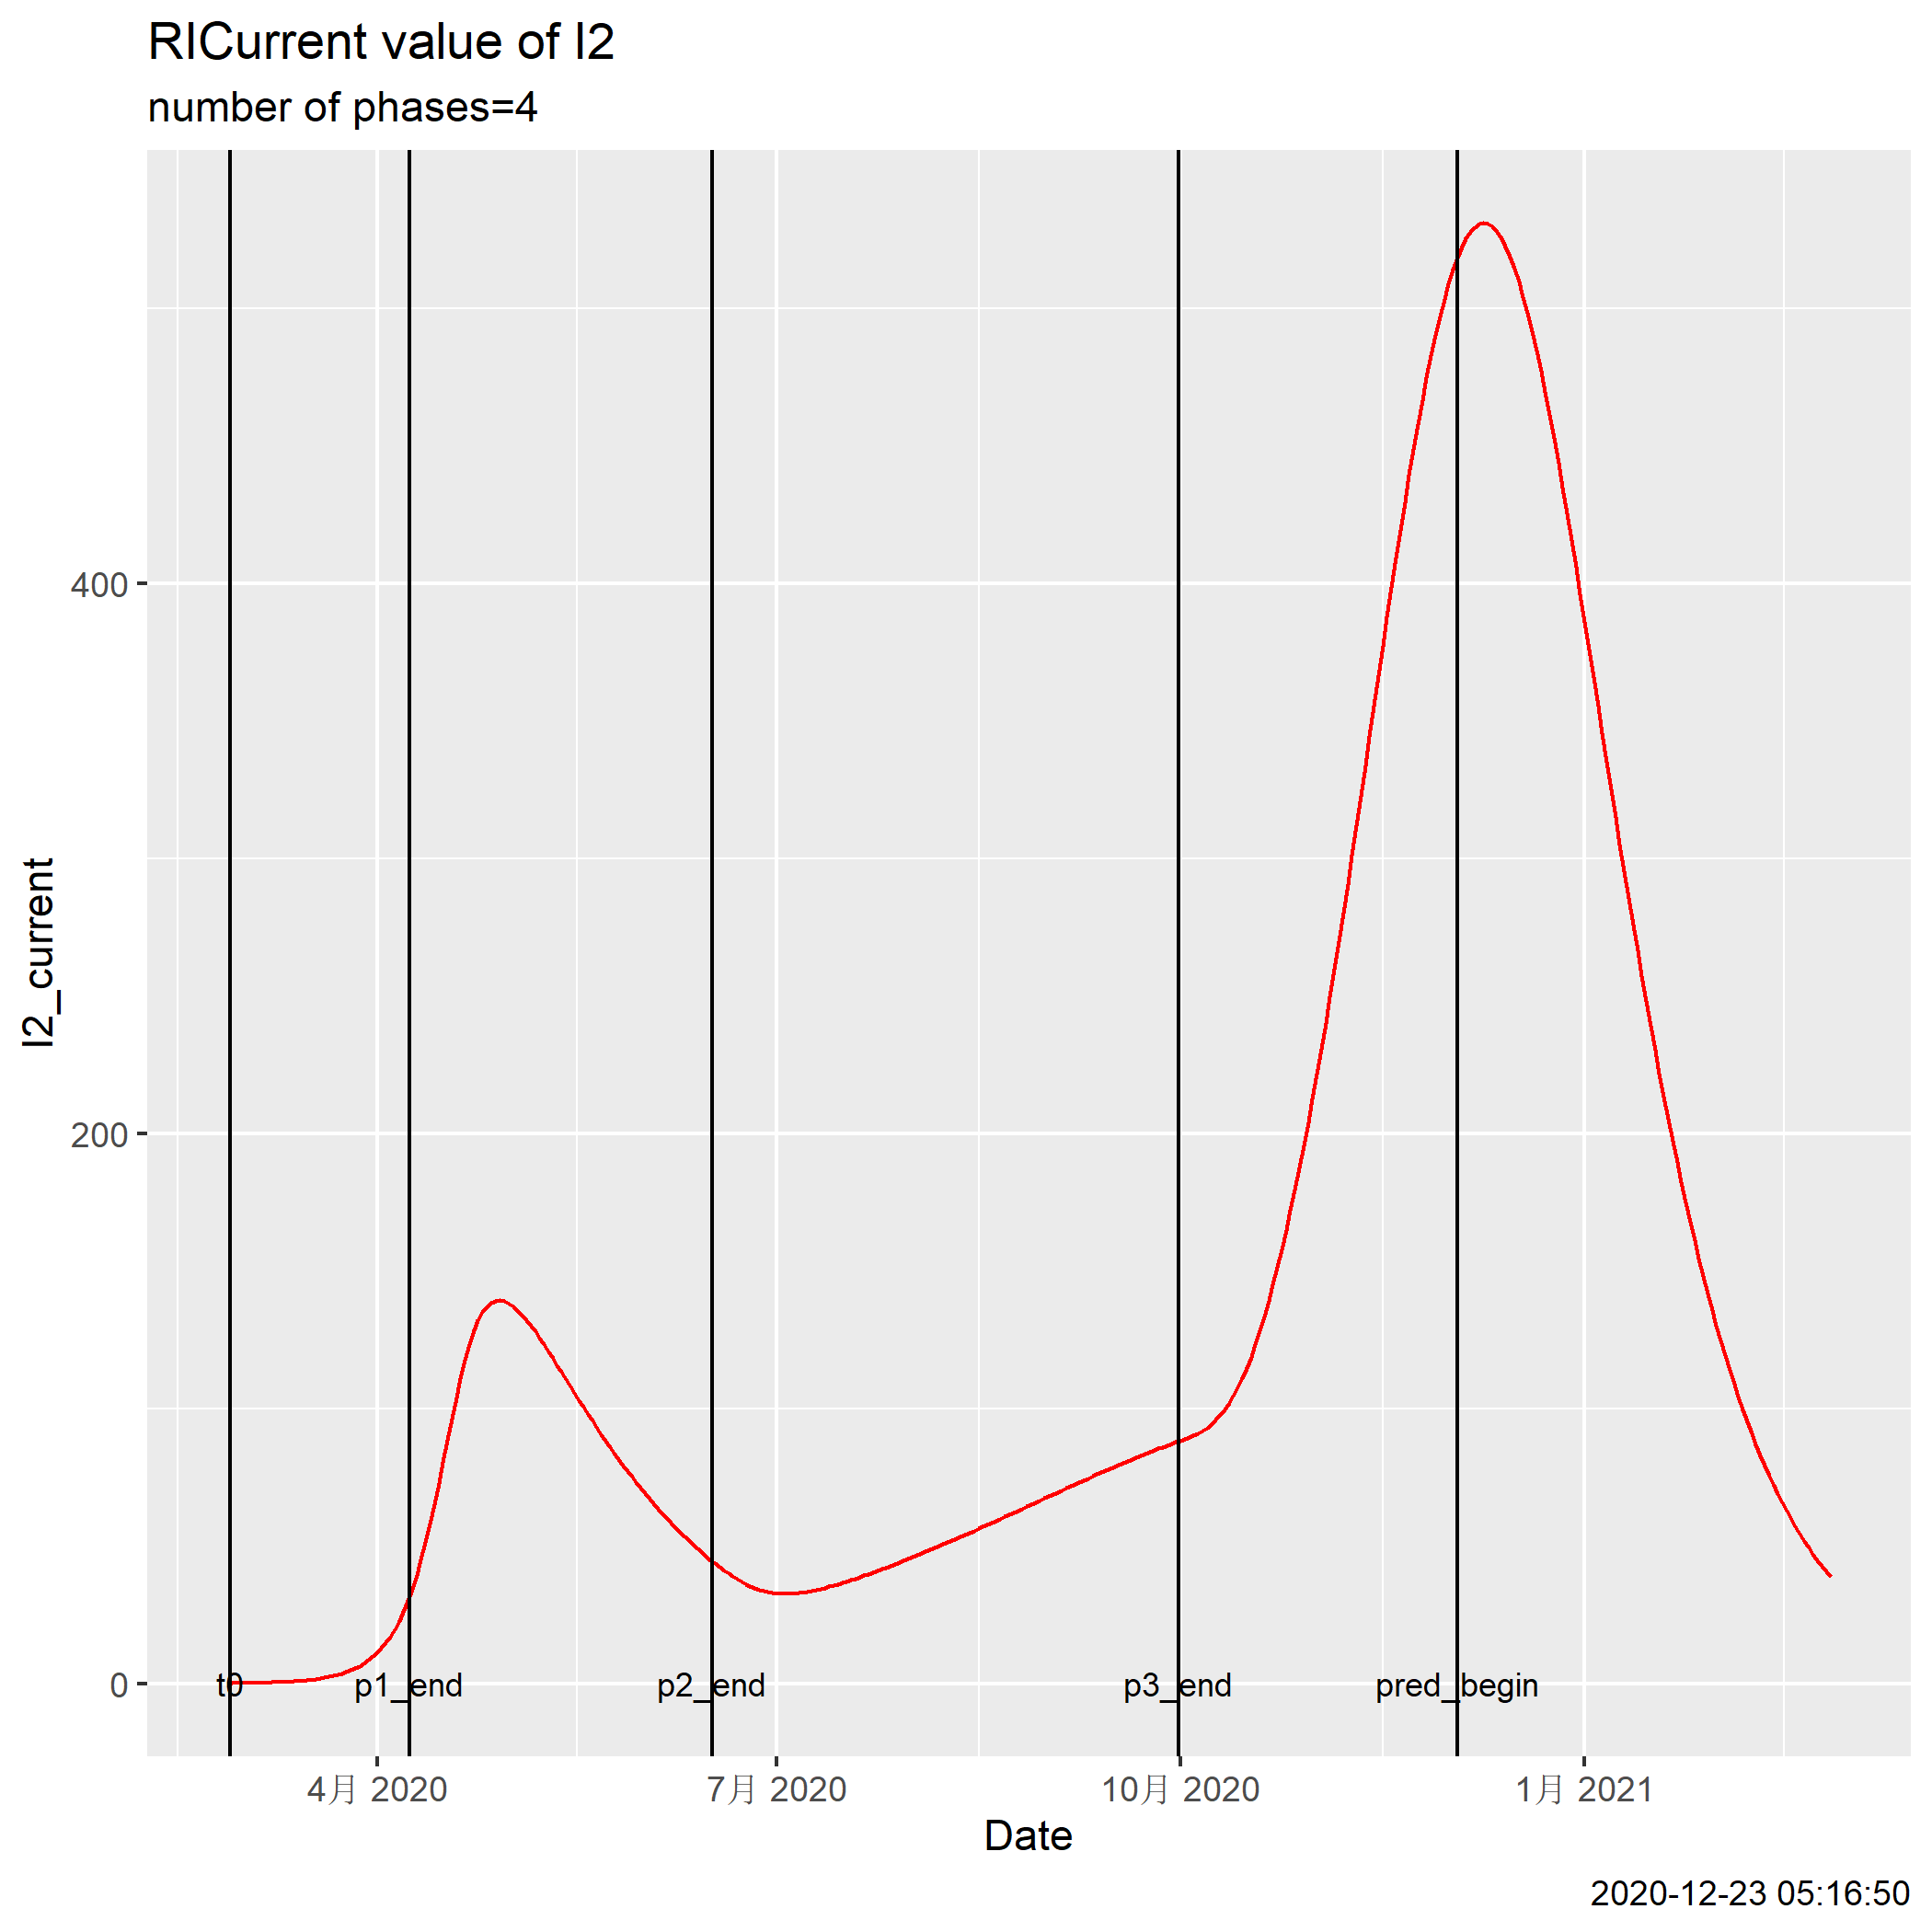 RICurrent value of I2
number of phases=4
I2_current
400
200
0
t0
p1_end
p2_end
p3_end
pred_begin
4月 2020
7月 2020
10月 2020
1月 2021
Date
2020-12-23 05:16:50